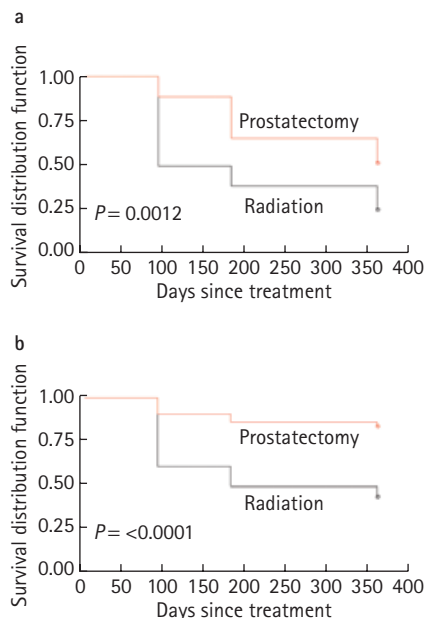 a
Survival distribution function
1.00
0.75
0.50
0.25
0.00
Prostatectomy
Radiation
P = 0.0012
0 50 100 150 200 250 300 350 400
Days since treatment
b
Survival distribution function
1.00
0.75
0.50
0.25
0.00
Prostatectomy
Radiation
P = <0.0001
0 50 100 150 200 250 300 350 400
Days since treatment